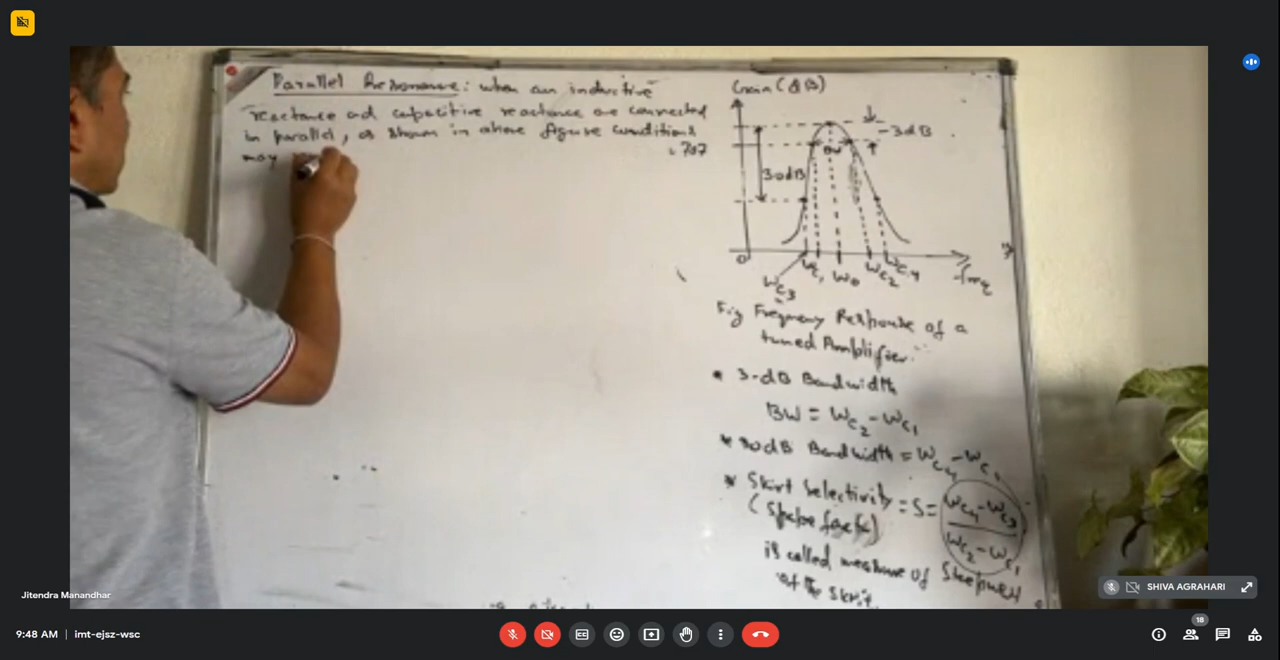 Parallel Resonance: when an inductive
reactance and capacitive reactance are connected
in parallel, as shown in above figure conditions
may
.707
Gain (dB)
-3dB
BW
30dB
0
wc3
wc1
w0
wc2
wc4
freq
Fig Frequency Response of a
tuned Amplifier.
• 3-dB Bandwidth
BW = wc2 - wc1
* 30dB Bandwidth = wc4 - wc3
* Skirt Selectivity = S = wc4 - wc3 / wc2 - wc1
(Shape factor)
is called measure of Steepness
of the Skirt
Jitendra Manandhar
SHIVA AGRAHARI
9:48 AM | imt-ejsz-wsc
18